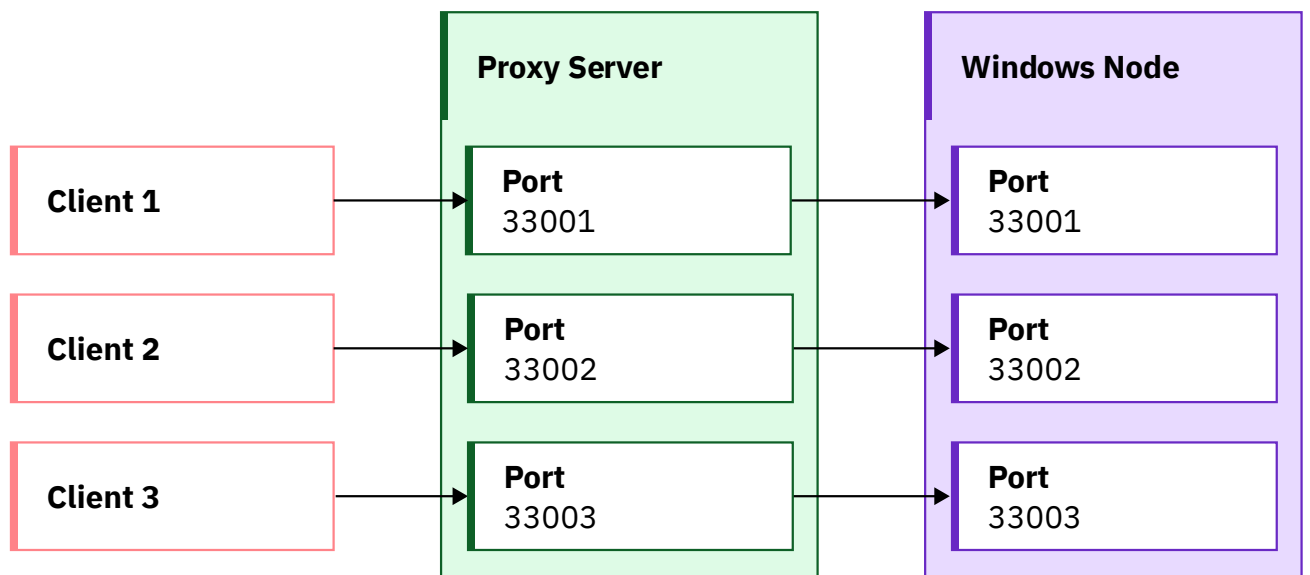 Proxy Server
Windows Node
Client 1
Port
33001
Port
33001
Client 2
Port
33002
Port
33002
Client 3
Port
33003
Port
33003